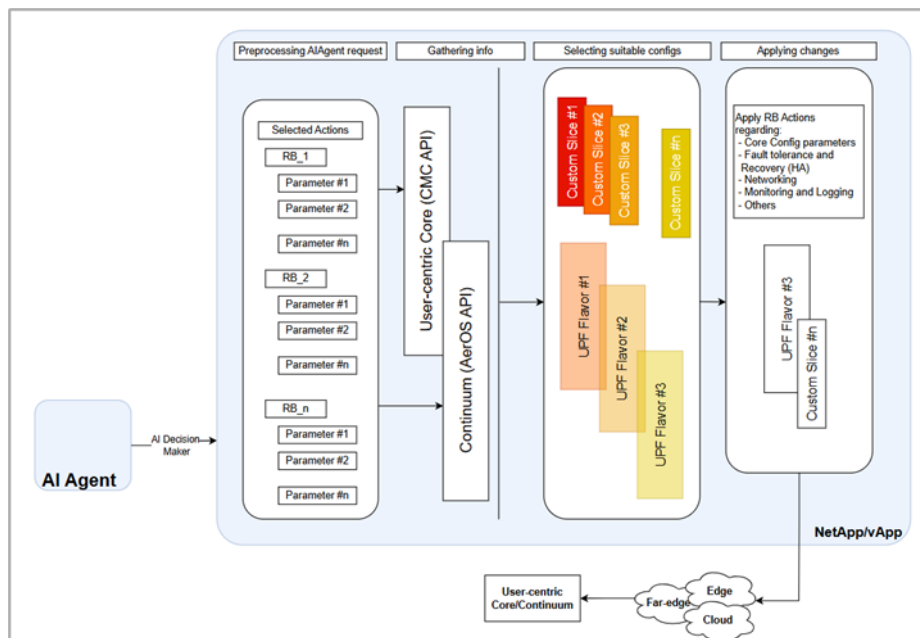 Preprocessing AIAgent request
Gathering info
Selecting suitable configs
Applying changes
Selected Actions
RB_1
Parameter #1
Parameter #2
Parameter #n
RB_2
Parameter #1
Parameter #2
Parameter #n
RB_n
Parameter #1
Parameter #2
Parameter #n
User-centric Core (CMC API)
Continuum (AerOS API)
Custom Slice #1
Custom Slice #2
Custom Slice #3
Custom Slice #n
UPF Flavor #1
UPF Flavor #2
UPF Flavor #3
Apply RB Actions
regarding:
- Core Config parameters
- Fault tolerance and
Recovery (HA)
- Networking
- Monitoring and Logging
- Others
UPF Flavor #3
Custom Slice #n
AI Agent
AI Decision
Maker
NetApp/vApp
User-centric
Core/Continuum
Far-edge
Edge
Cloud